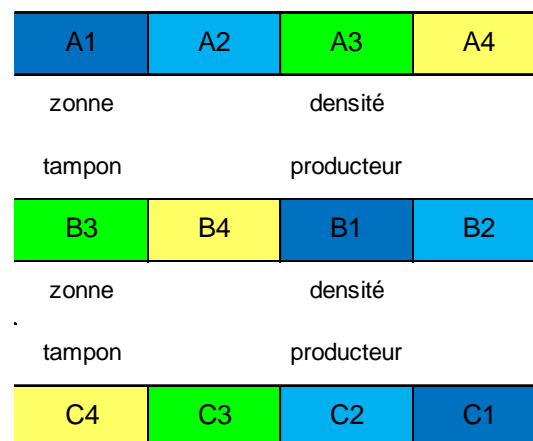 A1 A2 A3 A4
zonne densité
tampon producteur
B3 B4 B1 B2
zonne densité
tampon producteur
C4 C3 C2 C1